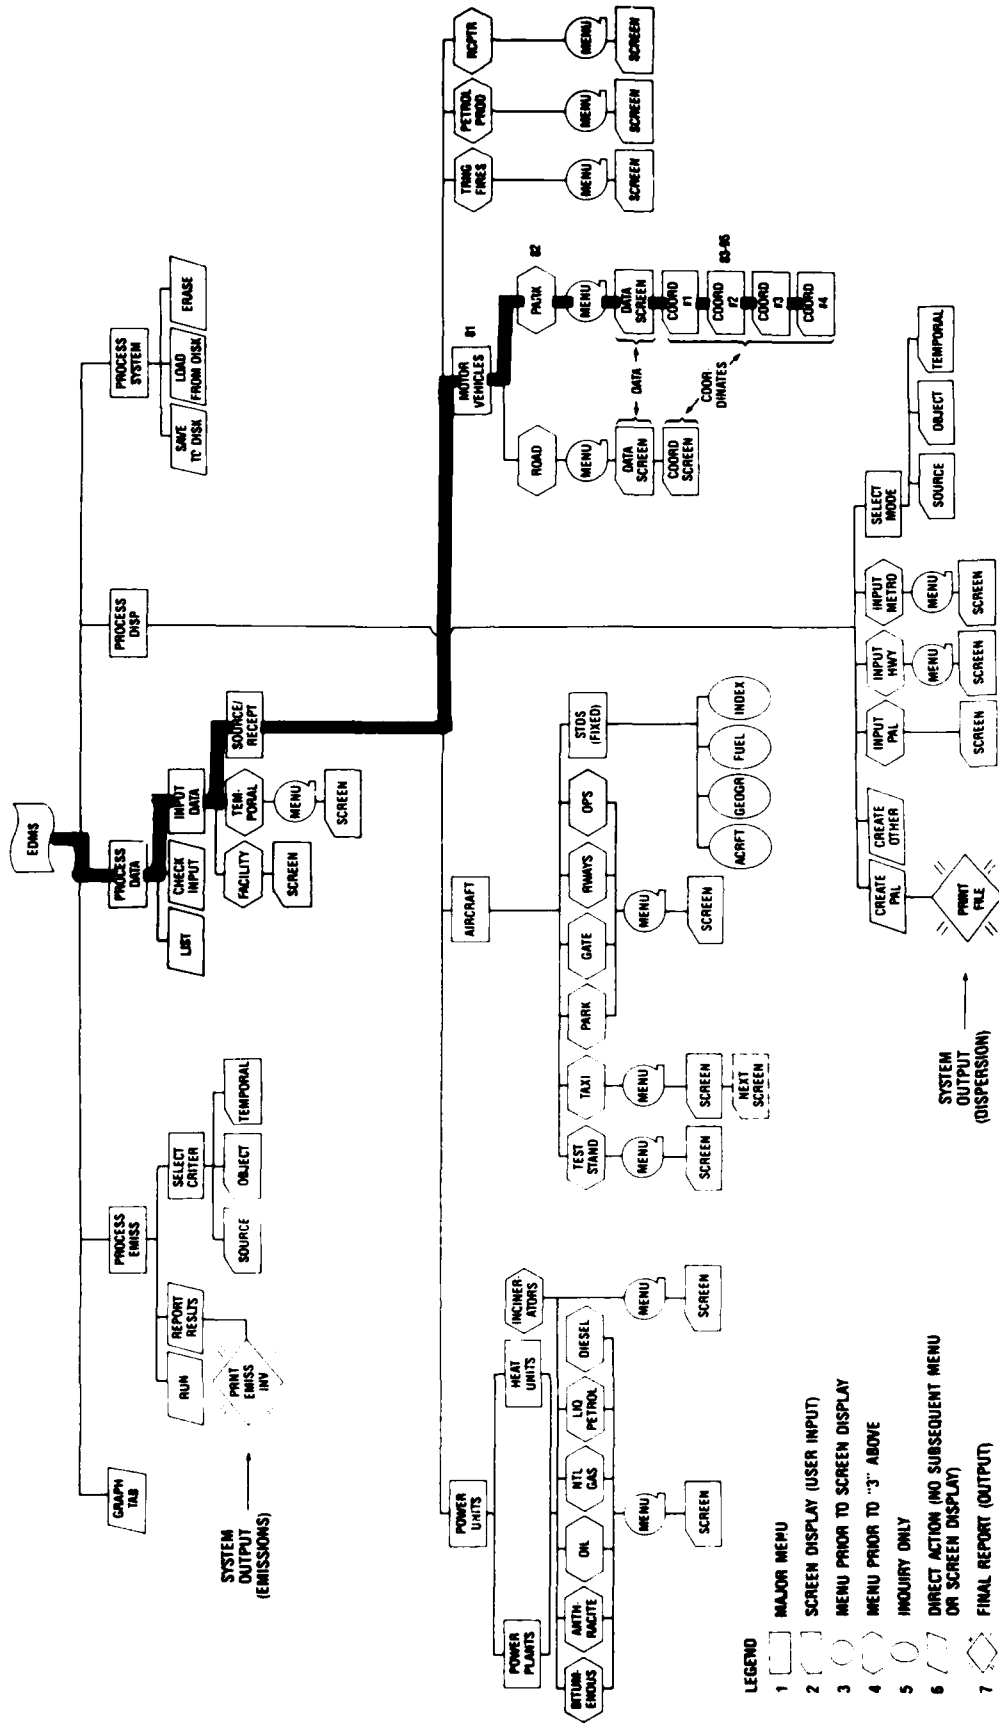 EDMS
GRAPH
TAB
PROCESS
EMISS
PROCESS
DATA
PROCESS
DISP
PROCESS
SYSTEM
RUN
REPORT
RESLTS
SELECT
CRITER
PRNT
EMISS
INV
SOURCE
OBJECT
TEMPORAL
SYSTEM
OUTPUT
(EMISSIONS)
LIST
CHECK
INPUT
INPUT
DATA
FACILITY
TEM-
PORAL
SOURCE/
RECEPT
SCREEN
MENU
SCREEN
SAVE
TO DISK
LOAD
FROM DISK
ERASE
POWER
UNITS
AIRCRAFT
MOTOR
VEHICLES
81
TRNG
FIRES
PETROL
PROD
RCPTR
MENU
MENU
MENU
SCREEN
SCREEN
SCREEN
POWER
PLANTS
HEAT
UNITS
INCINER-
ATORS
BITUM-
ENOUS
ANTH-
RACITE
OIL
NTL
GAS
LIQ
PETROL
DIESEL
MENU
SCREEN
MENU
SCREEN
TEST
STAND
TAXI
PARK
GATE
RWAYS
OPS
STDS
(FIXED)
MENU
MENU
MENU
SCREEN
SCREEN
SCREEN
NEXT
SCREEN
ACRFT
GEOGR
FUEL
INDEX
ROAD
PARK
82
MENU
MENU
DATA
SCREEN
DATA
DATA
SCREEN
COORD
SCREEN
COOR
DINATES
COORD
#1
COORD
#2
COORD
#3
COORD
#4
83-95
CREATE
PAL
CREATE
OTHER
INPUT
PAL
INPUT
HWY
INPUT
METRO
SELECT
MODE
PRINT
FILE
SCREEN
MENU
SCREEN
MENU
SCREEN
SOURCE
OBJECT
TEMPORAL
SYSTEM
OUTPUT
(DISPERSION)
LEGEND
1 MAJOR MENU
2 SCREEN DISPLAY (USER INPUT)
3 MENU PRIOR TO SCREEN DISPLAY
4 MENU PRIOR TO "3" ABOVE
5 INQUIRY ONLY
6 DIRECT ACTION (NO SUBSEQUENT MENU
OR SCREEN DISPLAY)
7 FINAL REPORT (OUTPUT)